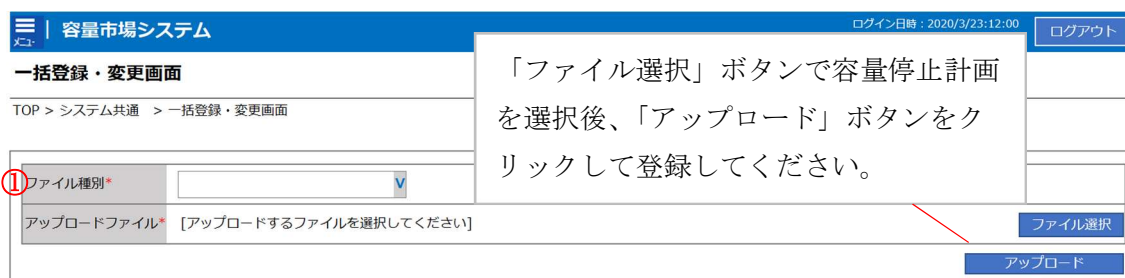 メニュー
容量市場システム
ログイン日時：2020/3/23:12:00
ログアウト
一括登録・変更画面
TOP > システム共通 > 一括登録・変更画面
「ファイル選択」ボタンで容量停止計画
を選択後、「アップロード」ボタンをク
リックして登録してください。
①
ファイル種別*
V
アップロードファイル* [アップロードするファイルを選択してください]
ファイル選択
アップロード